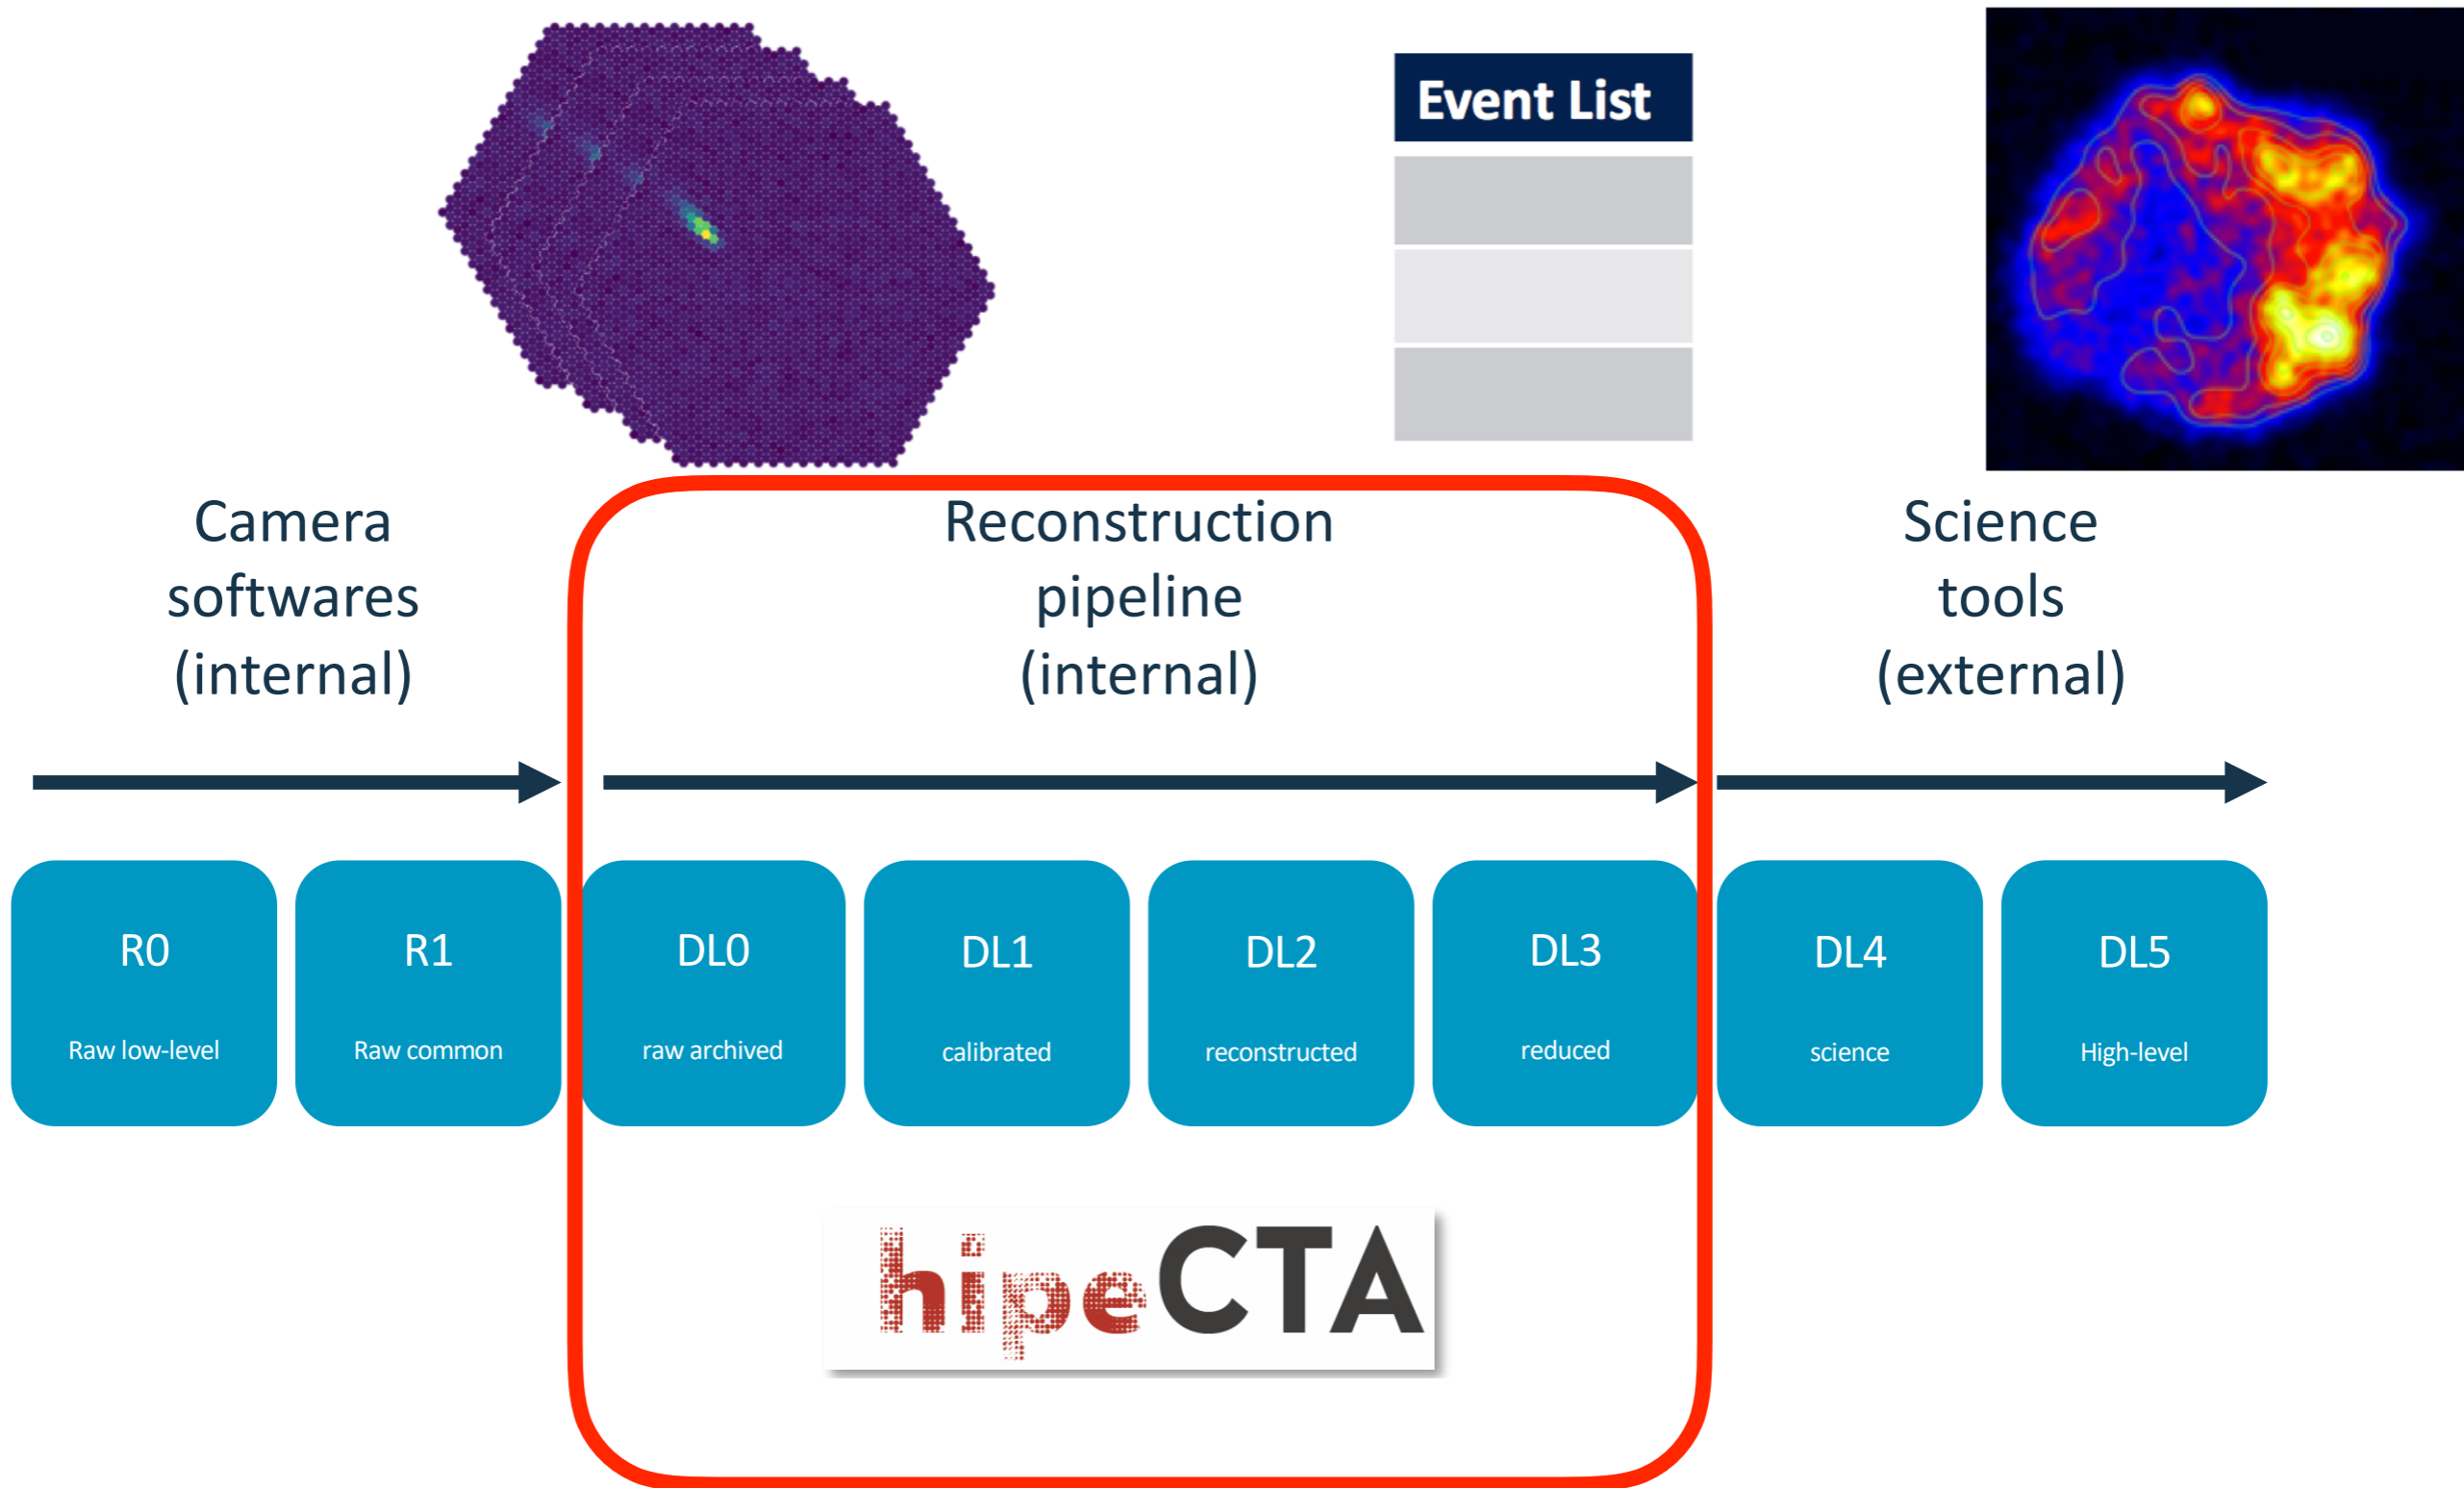 Event List
Camera
softwares
(internal)
Reconstruction
pipeline
(internal)
Science
tools
(external)
R0
Raw low-level
R1
Raw common
DL0
raw archived
DL1
calibrated
DL2
reconstructed
DL3
reduced
DL4
science
DL5
High-level
hipeCTA